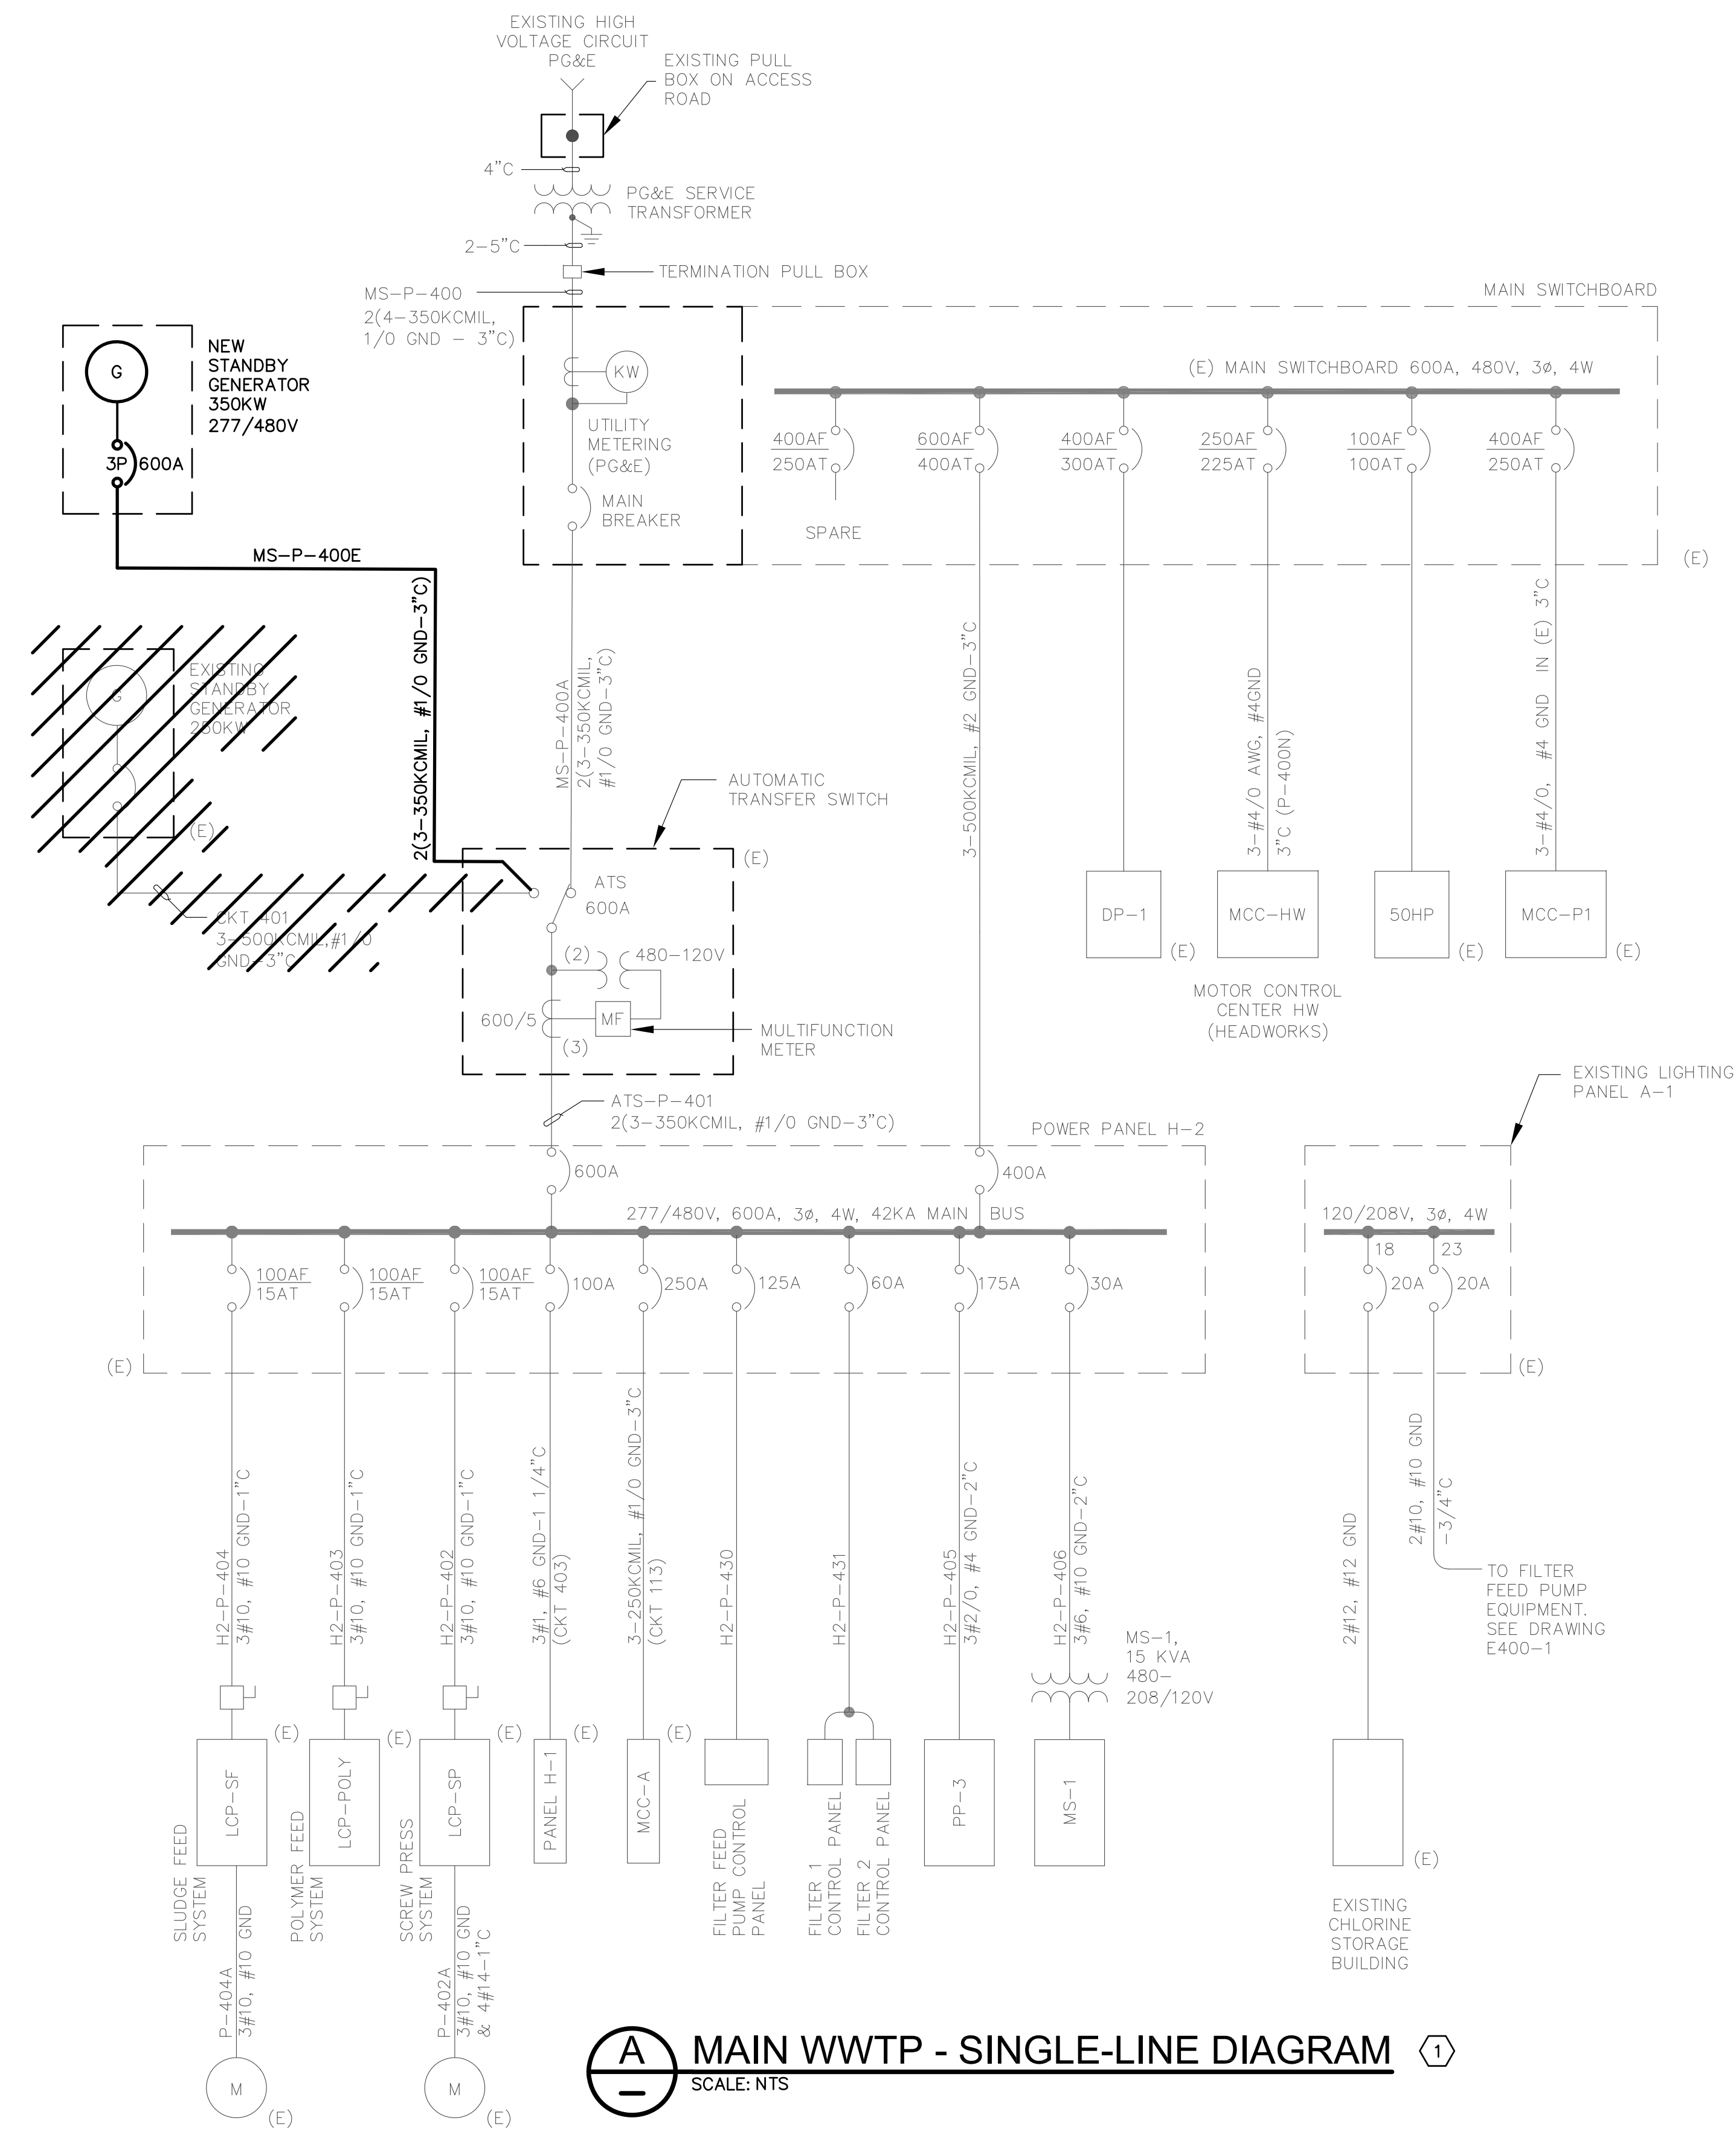 EXISTING HIGH
VOLTAGE CIRCUIT
PG&E
EXISTING PULL
BOX ON ACCESS
ROAD
4"C
PG&E SERVICE
TRANSFORMER
2-5"C
TERMINATION PULL BOX
MS-P-400
2(4-350KCMIL,
1/0 GND - 3"C)
MAIN SWITCHBOARD
NEW
STANDBY
GENERATOR
350KW
277/480V
G
3P
600A
KW
UTILITY
METERING
(PG&E)
MAIN
BREAKER
(E) MAIN SWITCHBOARD 600A, 480V, 3ø, 4W
400AF
250AT
600AF
400AT
400AF
300AT
250AF
225AT
100AF
100AT
400AF
250AT
SPARE
(E)
MS-P-400E
2(3-350KCMIL, #1/0 GND-3"C)
EXISTING
STANDBY
GENERATOR
250KW
G
(E)
CKT 401
3-500KCMIL,#1/0
GND-3"C
MS-P-400A
2(3-350KCMIL,
#1/0 GND-3"C)
3-500KCMIL, #2 GND-3"C
3-#4/0 AWG, #4GND
3"C (P-400N)
3-#4/0, #4 GND IN (E) 3"C
AUTOMATIC
TRANSFER SWITCH
(E)
ATS
600A
(2)
480-120V
600/5
MF
(3)
MULTIFUNCTION
METER
DP-1
(E)
MCC-HW
50HP
(E)
MCC-P1
(E)
MOTOR CONTROL
CENTER HW
(HEADWORKS)
ATS-P-401
2(3-350KCMIL, #1/0 GND-3"C)
POWER PANEL H-2
EXISTING LIGHTING
PANEL A-1
600A
400A
277/480V, 600A, 3ø, 4W, 42KA MAIN BUS
120/208V, 3ø, 4W
18
23
100AF
15AT
100AF
15AT
100AF
15AT
100A
250A
125A
60A
175A
30A
20A
20A
(E)
(E)
H2-P-404
3#10, #10 GND-1"C
H2-P-403
3#10, #10 GND-1"C
H2-P-402
3#10, #10 GND-1"C
3#1, #6 GND-1 1/4"C
(CKT 403)
3-250KCMIL, #1/0 GND-3"C
(CKT 113)
H2-P-430
H2-P-431
H2-P-405
3#2/0, #4 GND-2"C
H2-P-406
3#6, #10 GND-2"C
MS-1,
15 KVA
480-
208/120V
2#12, #12 GND
2#10, #10 GND
-3/4"C
TO FILTER
FEED PUMP
EQUIPMENT.
SEE DRAWING
E400-1
(E)
(E)
(E)
(E)
(E)
LCP-SF
LCP-POLY
LCP-SP
PANEL H-1
MCC-A
PP-3
MS-1
SLUDGE FEED
SYSTEM
POLYMER FEED
SYSTEM
SCREW PRESS
SYSTEM
FILTER FEED
PUMP CONTROL
PANEL
FILTER 1
CONTROL PANEL
FILTER 2
CONTROL PANEL
(E)
EXISTING
CHLORINE
STORAGE
BUILDING
P-404A
3#10, #10 GND
P-402A
3#10, #10 GND
& 4#14-1"C
M
(E)
M
(E)
A
MAIN WWTP - SINGLE-LINE DIAGRAM
1
SCALE: NTS